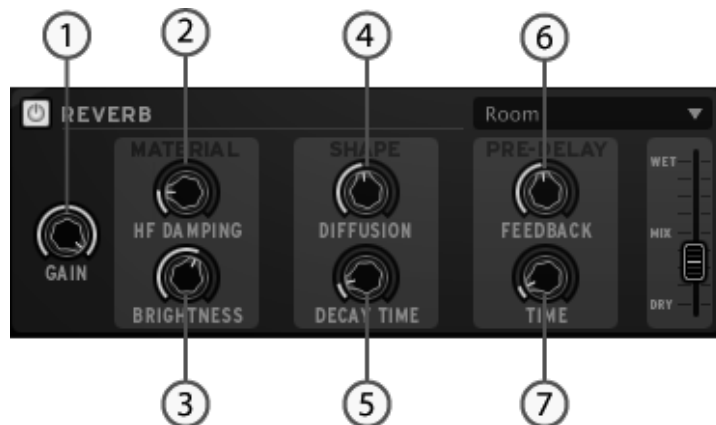 1 2 4 6
REVERB Room
MATERIAL SHAPE PRE-DELAY
WET
HF DAMPING DIFFUSION FEEDBACK
MIX
GAIN
DRY
BRIGHTNESS DECAY TIME TIME
3 5 7